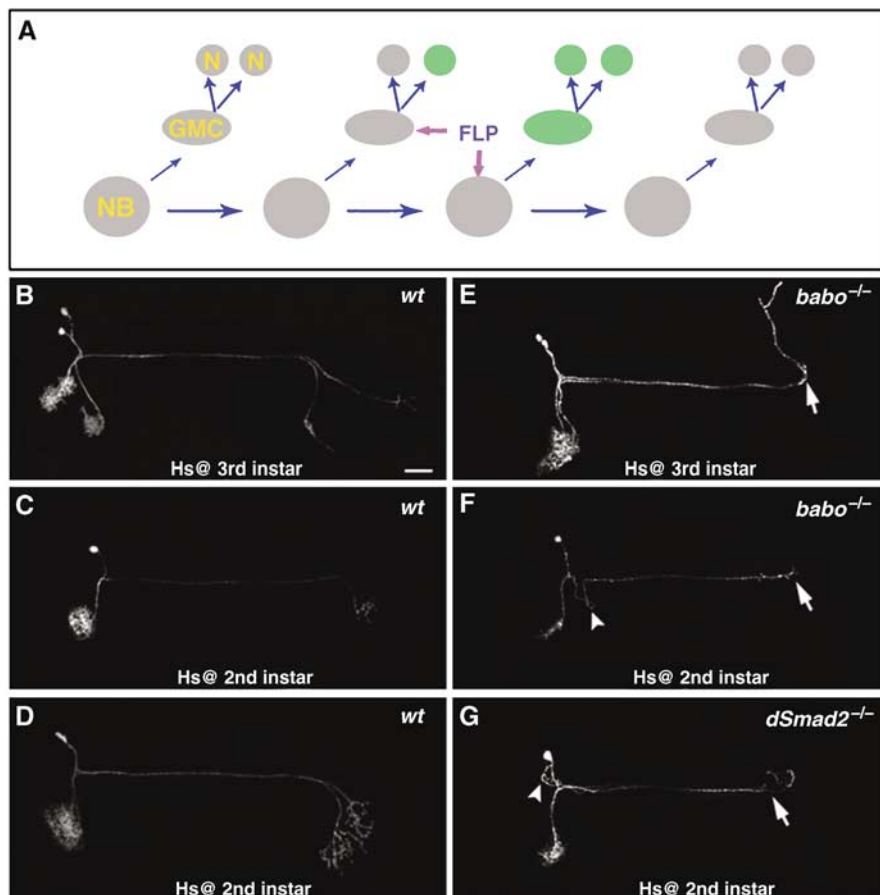 A
N N
GMC
FLP
NB
B
wt
Hs@ 3rd instar
E
babo–/–
Hs@ 3rd instar
C
wt
Hs@ 2nd instar
F
babo–/–
Hs@ 2nd instar
D
wt
Hs@ 2nd instar
G
dSmad2–/–
Hs@ 2nd instar